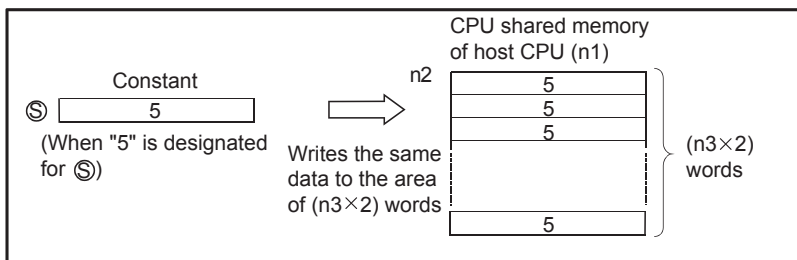 CPU shared memory
of host CPU (n1)
Constant
n2
Ⓢ 5
(When "5" is designated
for Ⓢ)
Writes the same
data to the area
of (n3×2) words
5
5
5
5
(n3×2)
words